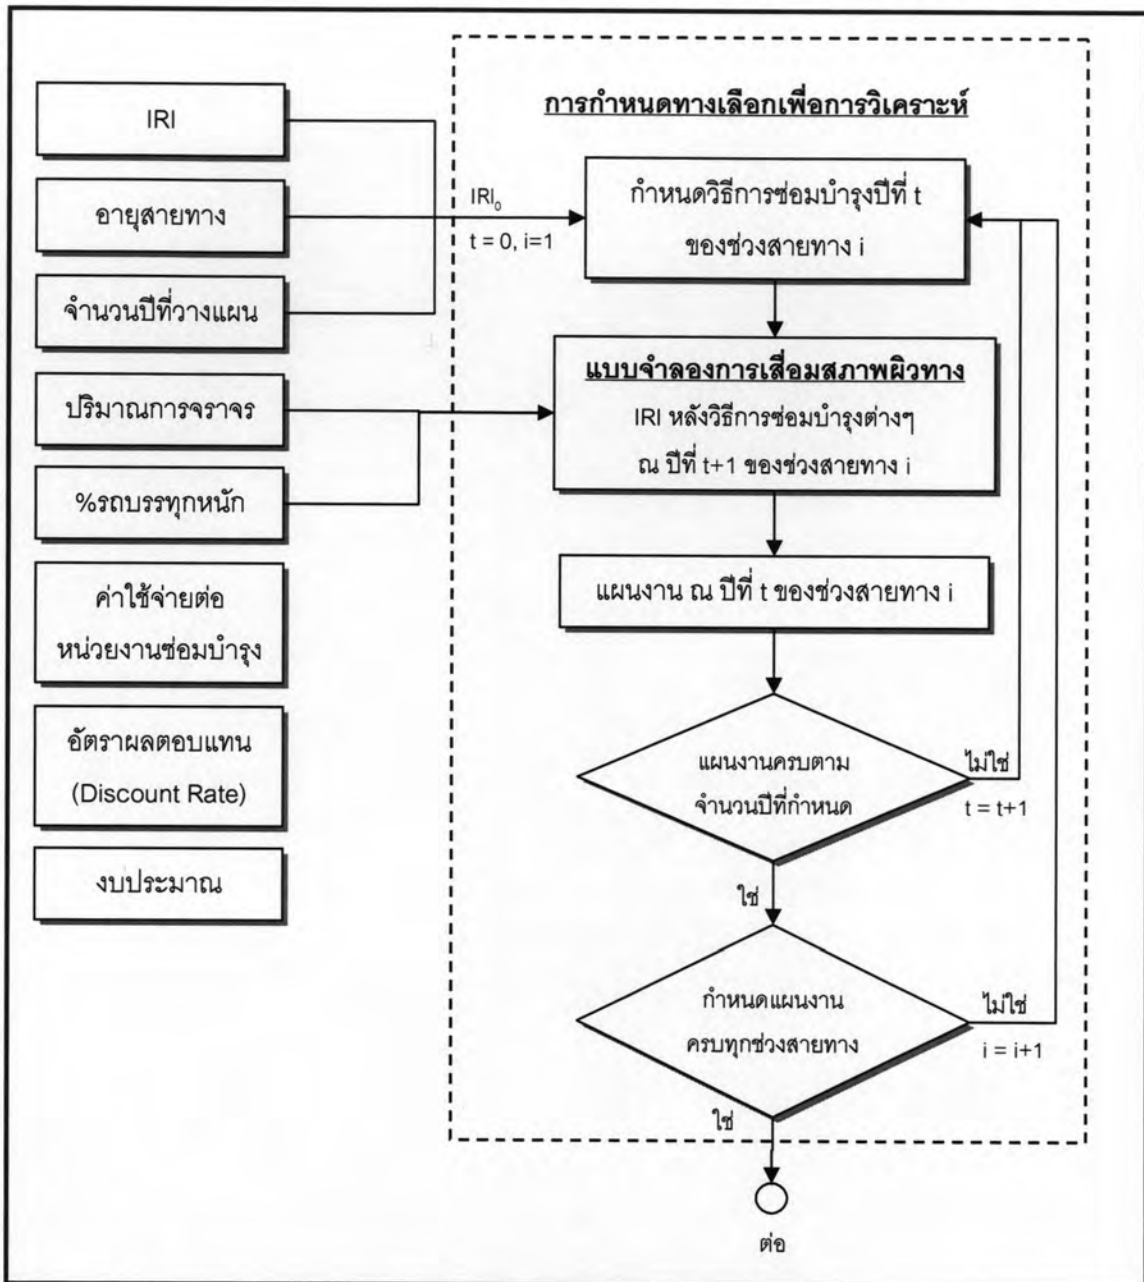 IRI
อายุสายทาง
จำนวนปีที่วางแผน
ปริมาณการจราจร
%รถบรรทุกหนัก
ค่าใช้จ่ายต่อ
หน่วยงานซ่อมบำรุง
อัตราผลตอบแทน
(Discount Rate)
งบประมาณ
การกำหนดทางเลือกเพื่อการวิเคราะห์
IRI₀
t = 0, i=1
กำหนดวิธีการซ่อมบำรุงปีที่ t
ของช่วงสายทาง i
แบบจำลองการเสื่อมสภาพผิวทาง
IRI หลังวิธีการซ่อมบำรุงต่างๆ
ณ ปีที่ t+1 ของช่วงสายทาง i
แผนงาน ณ ปีที่ t ของช่วงสายทาง i
แผนงานครบตาม
จำนวนปีที่กำหนด
ไม่ใช่
t = t+1
ใช่
กำหนดแผนงาน
ครบทุกช่วงสายทาง
ไม่ใช่
i = i+1
ใช่
ต่อ